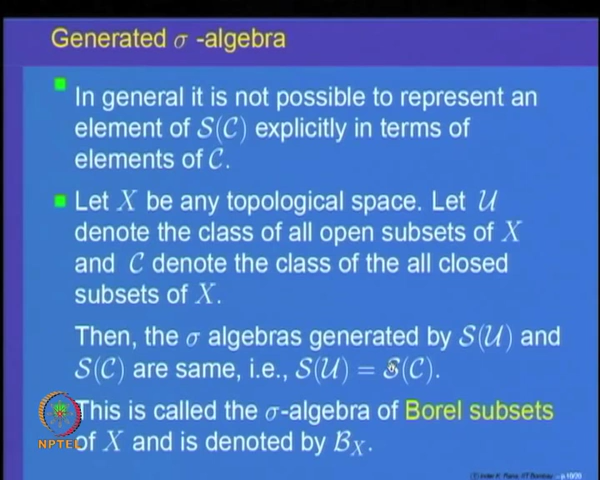 Generated σ -algebra
In general it is not possible to represent an
element of 𝒮(𝒞) explicitly in terms of
elements of 𝒞.
Let X be any topological space. Let 𝒰
denote the class of all open subsets of X
and 𝒞 denote the class of the all closed
subsets of X.
Then, the σ algebras generated by 𝒮(𝒰) and
𝒮(𝒞) are same, i.e., 𝒮(𝒰) = 𝒮(𝒞).
This is called the σ-algebra of Borel subsets
of X and is denoted by ℬ_X.
NPTEL